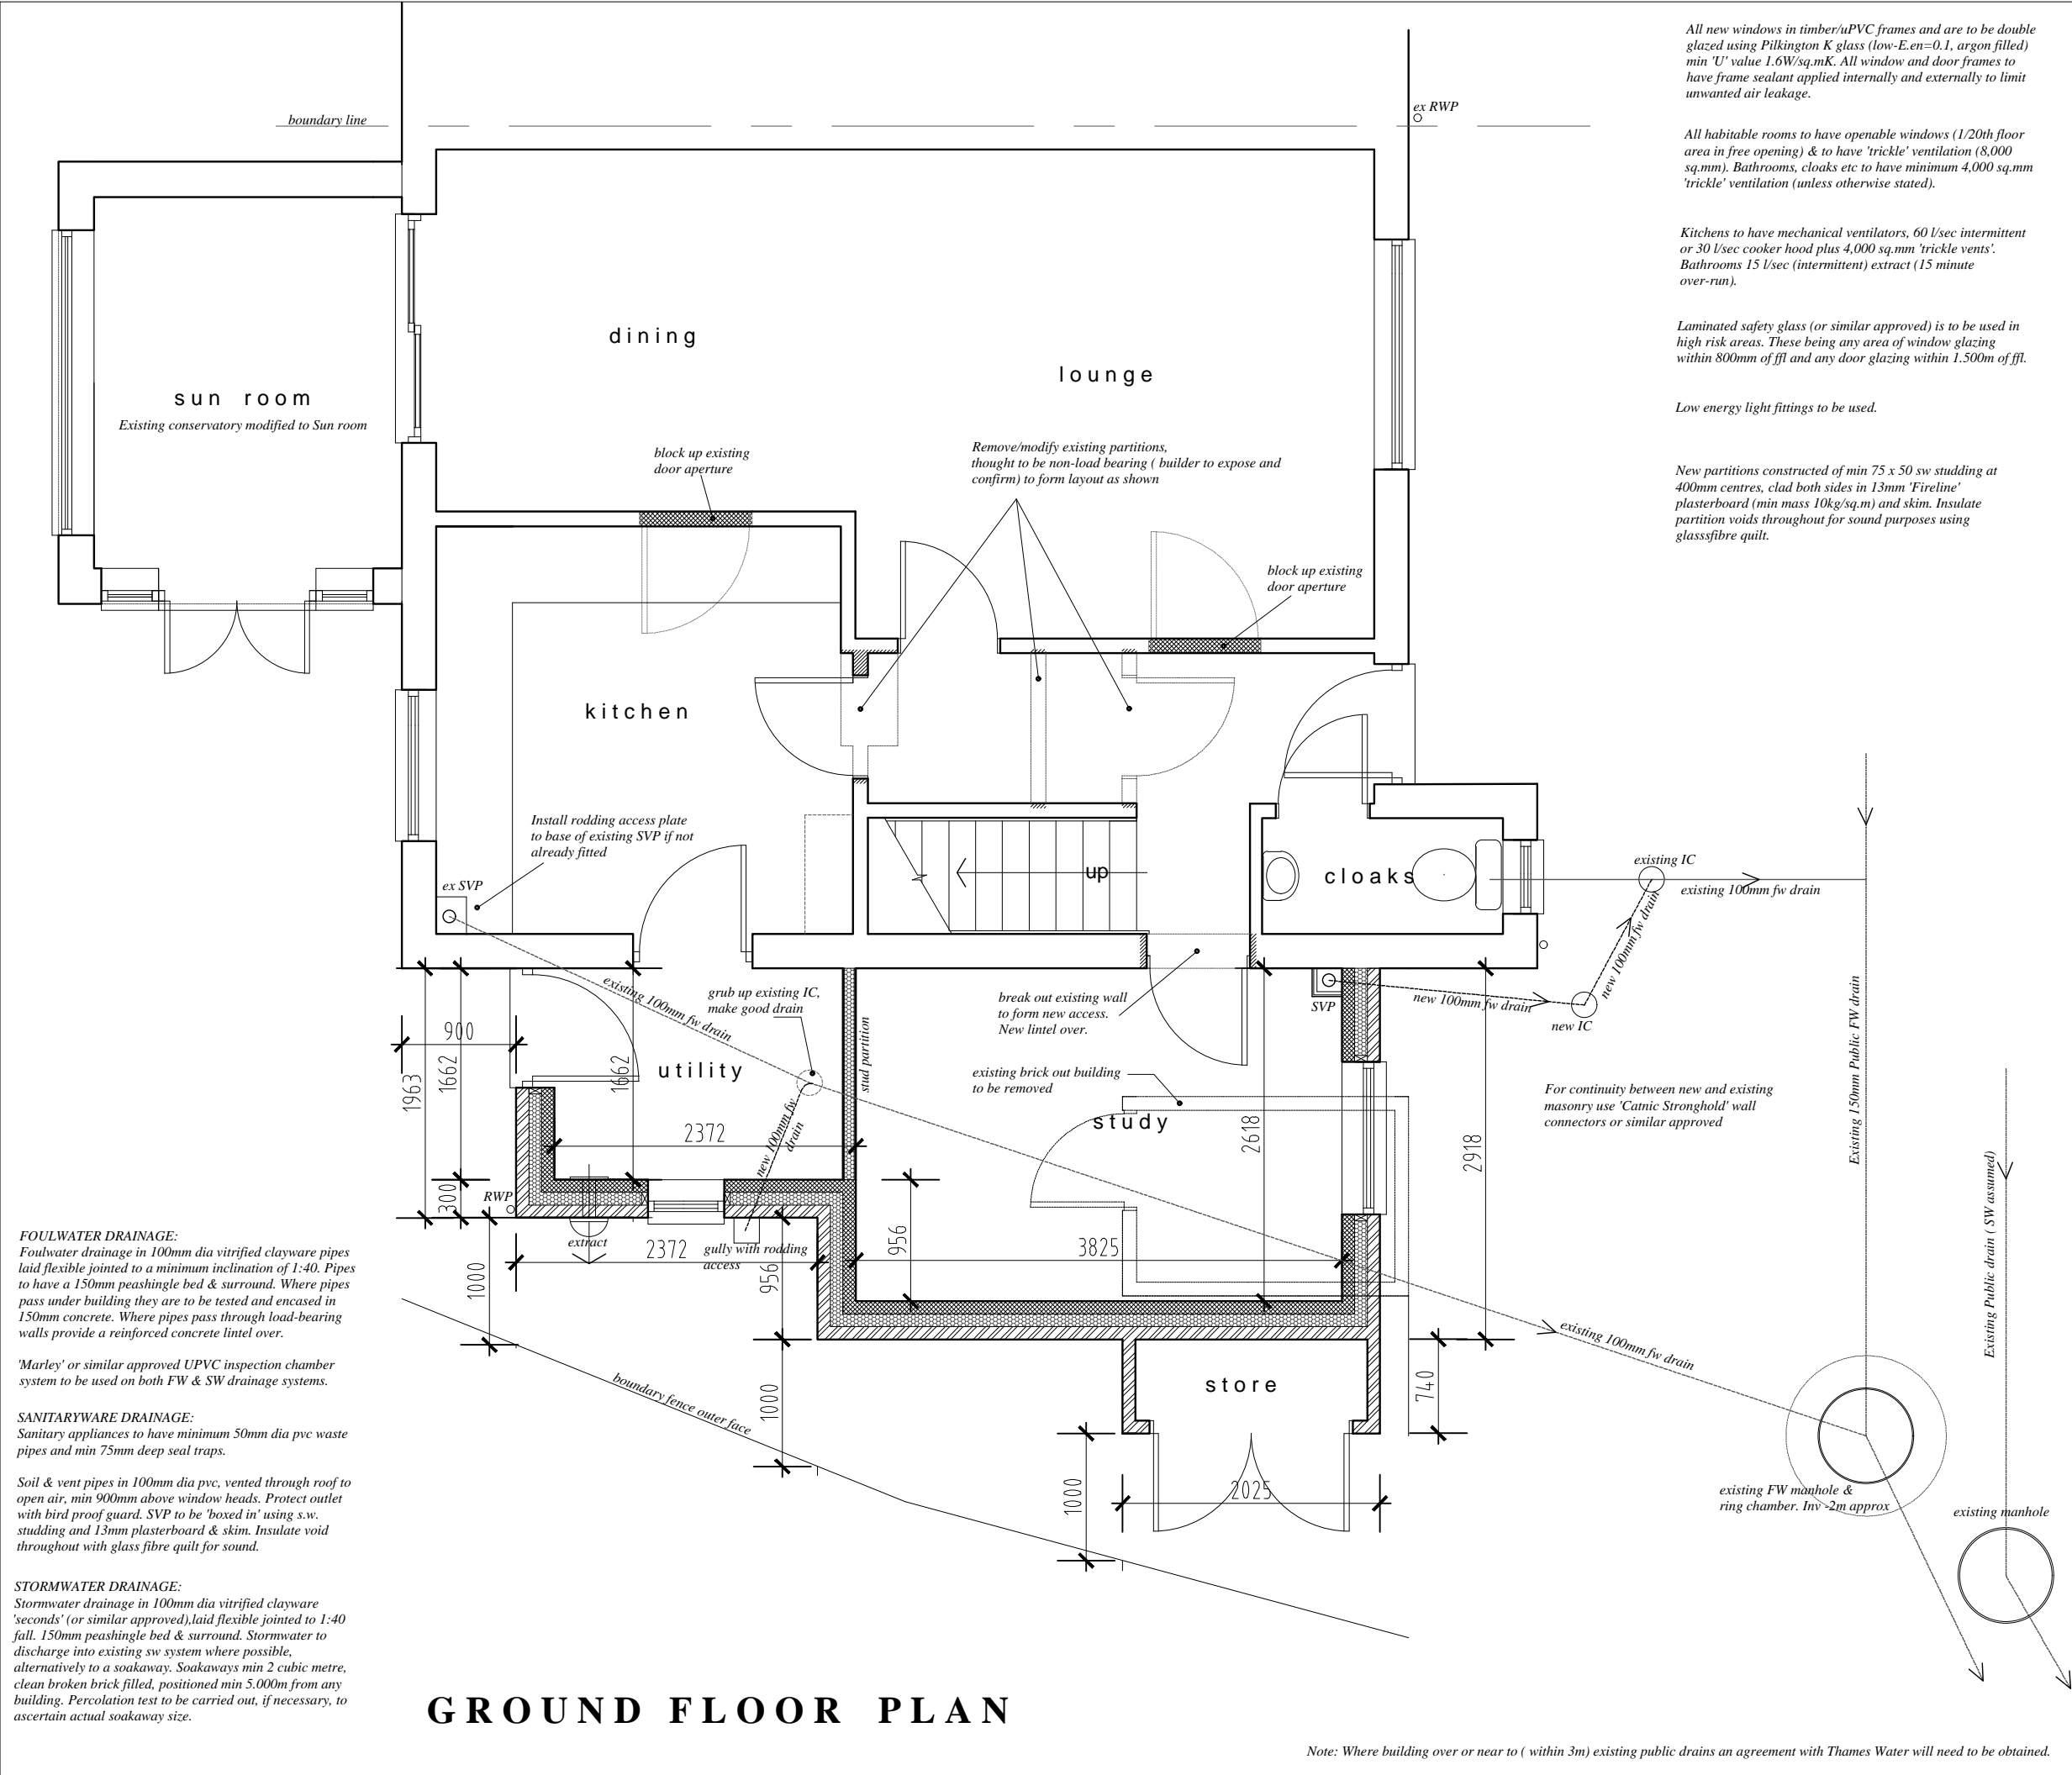 All new windows in timber/uPVC frames and are to be double
glazed using Pilkington K glass (low-E.en=0.1, argon filled)
min 'U' value 1.6W/sq.mK. All window and door frames to
have frame sealant applied internally and externally to limit
unwanted air leakage.
ex RWP
boundary line
All habitable rooms to have openable windows (1/20th floor
area in free opening) & to have 'trickle' ventilation (8,000
sq.mm). Bathrooms, cloaks etc to have minimum 4,000 sq.mm
'trickle' ventilation (unless otherwise stated).
Kitchens to have mechanical ventilators, 60 l/sec intermittent
or 30 l/sec cooker hood plus 4,000 sq.mm 'trickle vents'.
Bathrooms 15 l/sec (intermittent) extract (15 minute
over-run).
Laminated safety glass (or similar approved) is to be used in
high risk areas. These being any area of window glazing
within 800mm of ffl and any door glazing within 1.500m of ffl.
Low energy light fittings to be used.
New partitions constructed of min 75 x 50 sw studding at
400mm centres, clad both sides in 13mm 'Fireline'
plasterboard (min mass 10kg/sq.m) and skim. Insulate
partition voids throughout for sound purposes using
glasssfibre quilt.
dining
lounge
sun room
Existing conservatory modified to Sun room
block up existing
door aperture
Remove/modify existing partitions,
thought to be non-load bearing ( builder to expose and
confirm) to form layout as shown
block up existing
door aperture
kitchen
Install rodding access plate
to base of existing SVP if not
already fitted
ex SVP
up
cloaks
existing IC
existing 100mm fw drain
new 100mm fw drain
new 100mm fw drain
new IC
SVP
existing 100mm fw drain
grub up existing IC,
make good drain
stud partition
break out existing wall
to form new access.
New lintel over.
existing brick out building
to be removed
utility
study
900
1963
1662
1662
300
2372
new 100mm fw
drain
2618
2918
For continuity between new and existing
masonry use 'Catnic Stronghold' wall
connectors or similar approved
Existing 150mm Public FW drain
Existing Public drain ( SW assumed)
RWP
extract
2372
gully with rodding
access
956
956
3825
1000
1000
existing 100mm fw drain
boundary fence outer face
store
740
1000
2025
existing FW manhole &
ring chamber. Inv -2m approx
existing manhole
FOULWATER DRAINAGE:
Foulwater drainage in 100mm dia vitrified clayware pipes
laid flexible jointed to a minimum inclination of 1:40. Pipes
to have a 150mm peashingle bed & surround. Where pipes
pass under building they are to be tested and encased in
150mm concrete. Where pipes pass through load-bearing
walls provide a reinforced concrete lintel over.
'Marley' or similar approved UPVC inspection chamber
system to be used on both FW & SW drainage systems.
SANITARYWARE DRAINAGE:
Sanitary appliances to have minimum 50mm dia pvc waste
pipes and min 75mm deep seal traps.
Soil & vent pipes in 100mm dia pvc, vented through roof to
open air, min 900mm above window heads. Protect outlet
with bird proof guard. SVP to be 'boxed in' using s.w.
studding and 13mm plasterboard & skim. Insulate void
throughout with glass fibre quilt for sound.
STORMWATER DRAINAGE:
Stormwater drainage in 100mm dia vitrified clayware
'seconds' (or similar approved),laid flexible jointed to 1:40
fall. 150mm peashingle bed & surround. Stormwater to
discharge into existing sw system where possible,
alternatively to a soakaway. Soakaways min 2 cubic metre,
clean broken brick filled, positioned min 5.000m from any
building. Percolation test to be carried out, if necessary, to
ascertain actual soakaway size.
GROUND FLOOR PLAN
Note: Where building over or near to ( within 3m) existing public drains an agreement with Thames Water will need to be obtained.